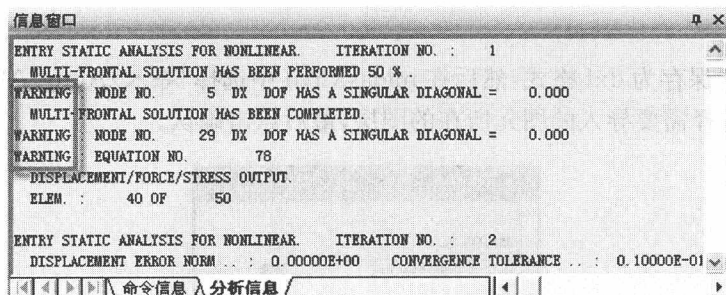 信息窗口
ENTRY STATIC ANALYSIS FOR NONLINEAR. ITERATION NO. : 1
MULTI-FRONTAL SOLUTION HAS BEEN PERFORMED 50 % .
WARNING : NODE NO. 5 DX DOF HAS A SINGULAR DIAGONAL = 0.000
MULTI-FRONTAL SOLUTION HAS BEEN COMPLETED.
WARNING : NODE NO. 29 DX DOF HAS A SINGULAR DIAGONAL = 0.000
WARNING : EQUATION NO. 78
DISPLACEMENT/FORCE/STRESS OUTPUT.
ELEM. : 40 OF 50
ENTRY STATIC ANALYSIS FOR NONLINEAR. ITERATION NO. : 2
DISPLACEMENT ERROR NORM .. : 0.00000E+00 CONVERGENCE TOLERANCE .. : 0.10000E-01
命令信息 分析信息